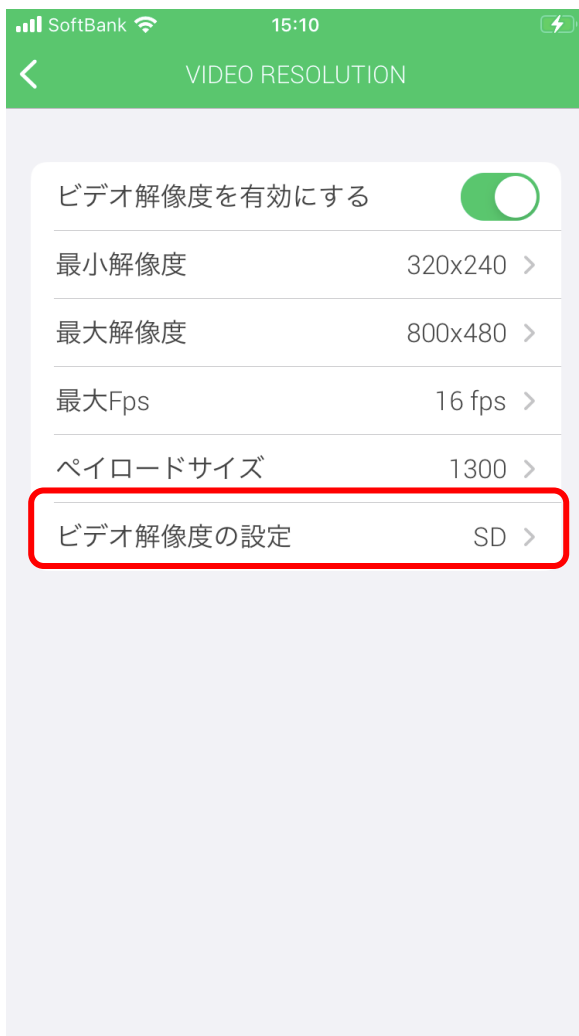 SoftBank 15:10
VIDEO RESOLUTION
ビデオ解像度を有効にする
最小解像度 320x240
最大解像度 800x480
最大Fps 16 fps
ペイロードサイズ 1300
ビデオ解像度の設定 SD